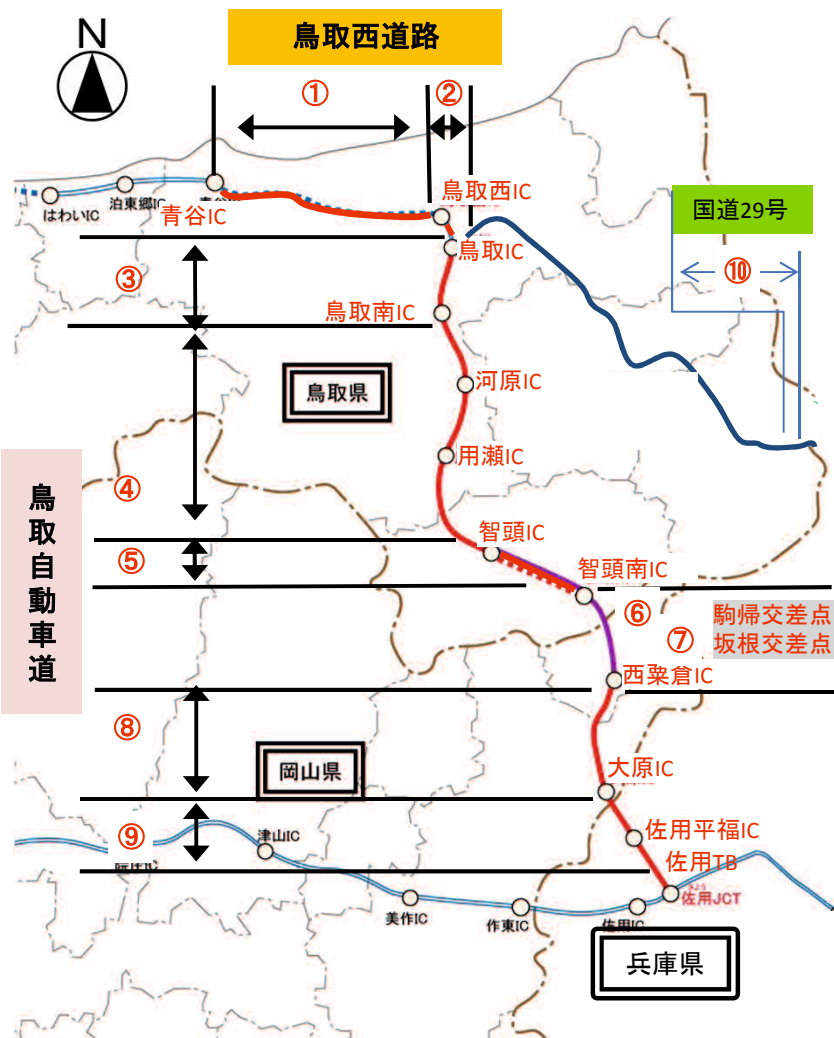 鳥取西道路
N
①
②
はわいIC
泊東郷IC
青谷IC
鳥取西IC
国道29号
鳥取IC
⑩
③
鳥取南IC
鳥取県
河原IC
用瀬IC
鳥取自動車道
④
智頭IC
⑤
智頭南IC
⑥
⑦
駒帰交差点
坂根交差点
西粟倉IC
⑧
岡山県
大原IC
⑨
津山IC
佐用平福IC
佐用TB
佐用JCT
美作IC
作東IC
佐用IC
兵庫県